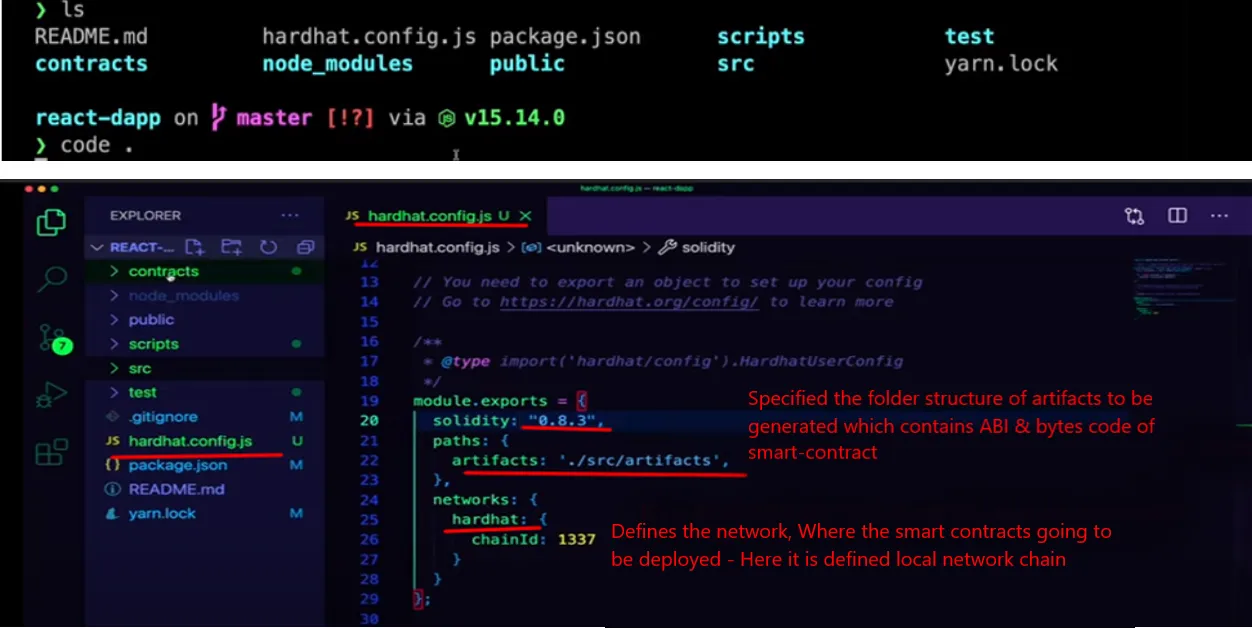 ❯ ls
README.md hardhat.config.js package.json scripts test
contracts node_modules public src yarn.lock
react-dapp on master [!?] via v15.14.0
❯ code .
hardhat.config.js — react-dapp
EXPLORER ...
REACT-...
contracts
node_modules
public
scripts
src
test
.gitignore M
JS hardhat.config.js U
{} package.json M
README.md
yarn.lock M
7
JS hardhat.config.js U ×
...
JS hardhat.config.js > <unknown> > solidity
12
13 // You need to export an object to set up your config
14 // Go to https://hardhat.org/config/ to learn more
15
16 /**
17 * @type import('hardhat/config').HardhatUserConfig
18 */
19 module.exports = {
20 solidity: "0.8.3",
21 paths: {
22 artifacts: './src/artifacts',
23 },
24 networks: {
25 hardhat: {
26 chainId: 1337
27 }
28 }
29 };
30
Specified the folder structure of artifacts to be
generated which contains ABI & bytes code of
smart-contract
Defines the network, Where the smart contracts going to
be deployed - Here it is defined local network chain